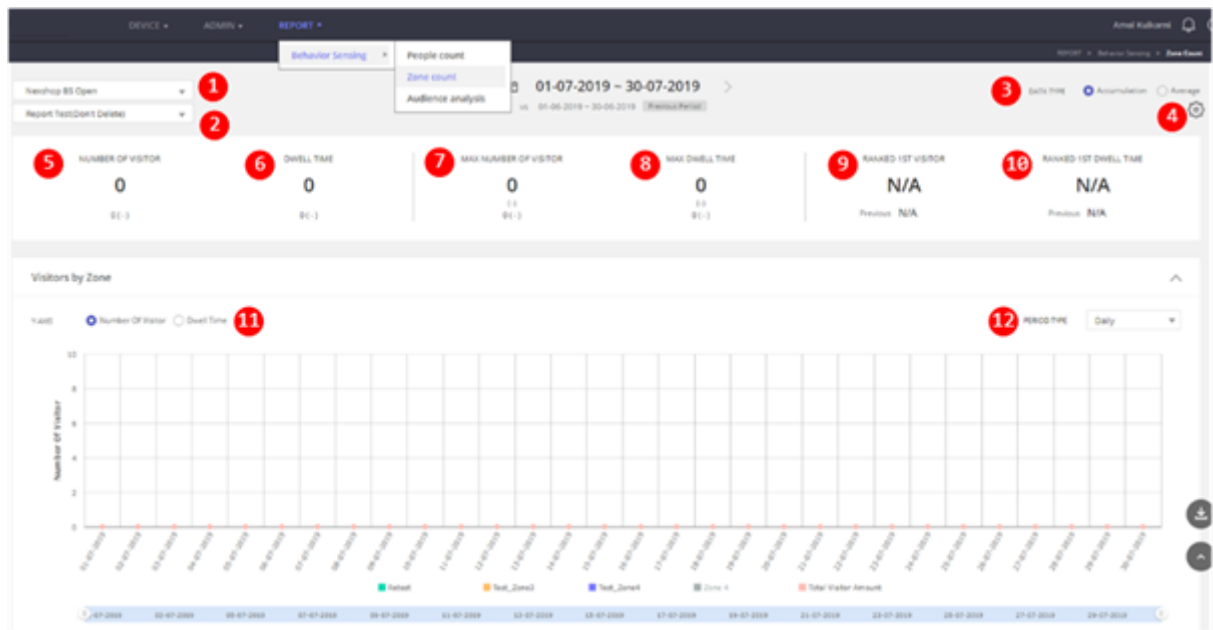 DEVICE ▾ ADMIN ▾ REPORT ▾ Amol Kulkarni
Behavior Sensing People count REPORT > Behavior Sensing > Zone Count
Zone count
Audience analysis
Nexshop BS Open 1
01-07-2019 ~ 30-07-2019
3 DATA TYPE Accumulation Average
Report Test(Don't Delete) 2
vs 01-06-2019 ~ 30-06-2019 Previous Period
4
5 NUMBER OF VISITOR 6 DWELL TIME 7 MAX NUMBER OF VISITOR 8 MAX DWELL TIME 9 RANKED 1ST VISITOR 10 RANKED 1ST DWELL TIME
0 0 0 0 N/A N/A
(-) (-)
0 ( - ) 0 ( - ) 0 ( - ) 0 ( - ) Previous N/A Previous N/A
Visitors by Zone
Y-AXIS Number Of Visitor Dwell Time 11 12 PERIOD TYPE Daily
Number Of Visitor
10
8
6
4
2
0
01-07-2019 02-07-2019 03-07-2019 04-07-2019 05-07-2019 06-07-2019 07-07-2019 08-07-2019 09-07-2019 10-07-2019 11-07-2019 12-07-2019 13-07-2019 14-07-2019 15-07-2019 16-07-2019 17-07-2019 18-07-2019 19-07-2019 20-07-2019 21-07-2019 22-07-2019 23-07-2019 24-07-2019 25-07-2019 26-07-2019 27-07-2019 28-07-2019 29-07-2019 30-07-2019
Retest Test_Zone3 Test_Zone4 Zone 4 Total Visitor Amount
-07-2019 03-07-2019 05-07-2019 07-07-2019 09-07-2019 11-07-2019 13-07-2019 15-07-2019 17-07-2019 19-07-2019 21-07-2019 23-07-2019 25-07-2019 27-07-2019 29-07-2019